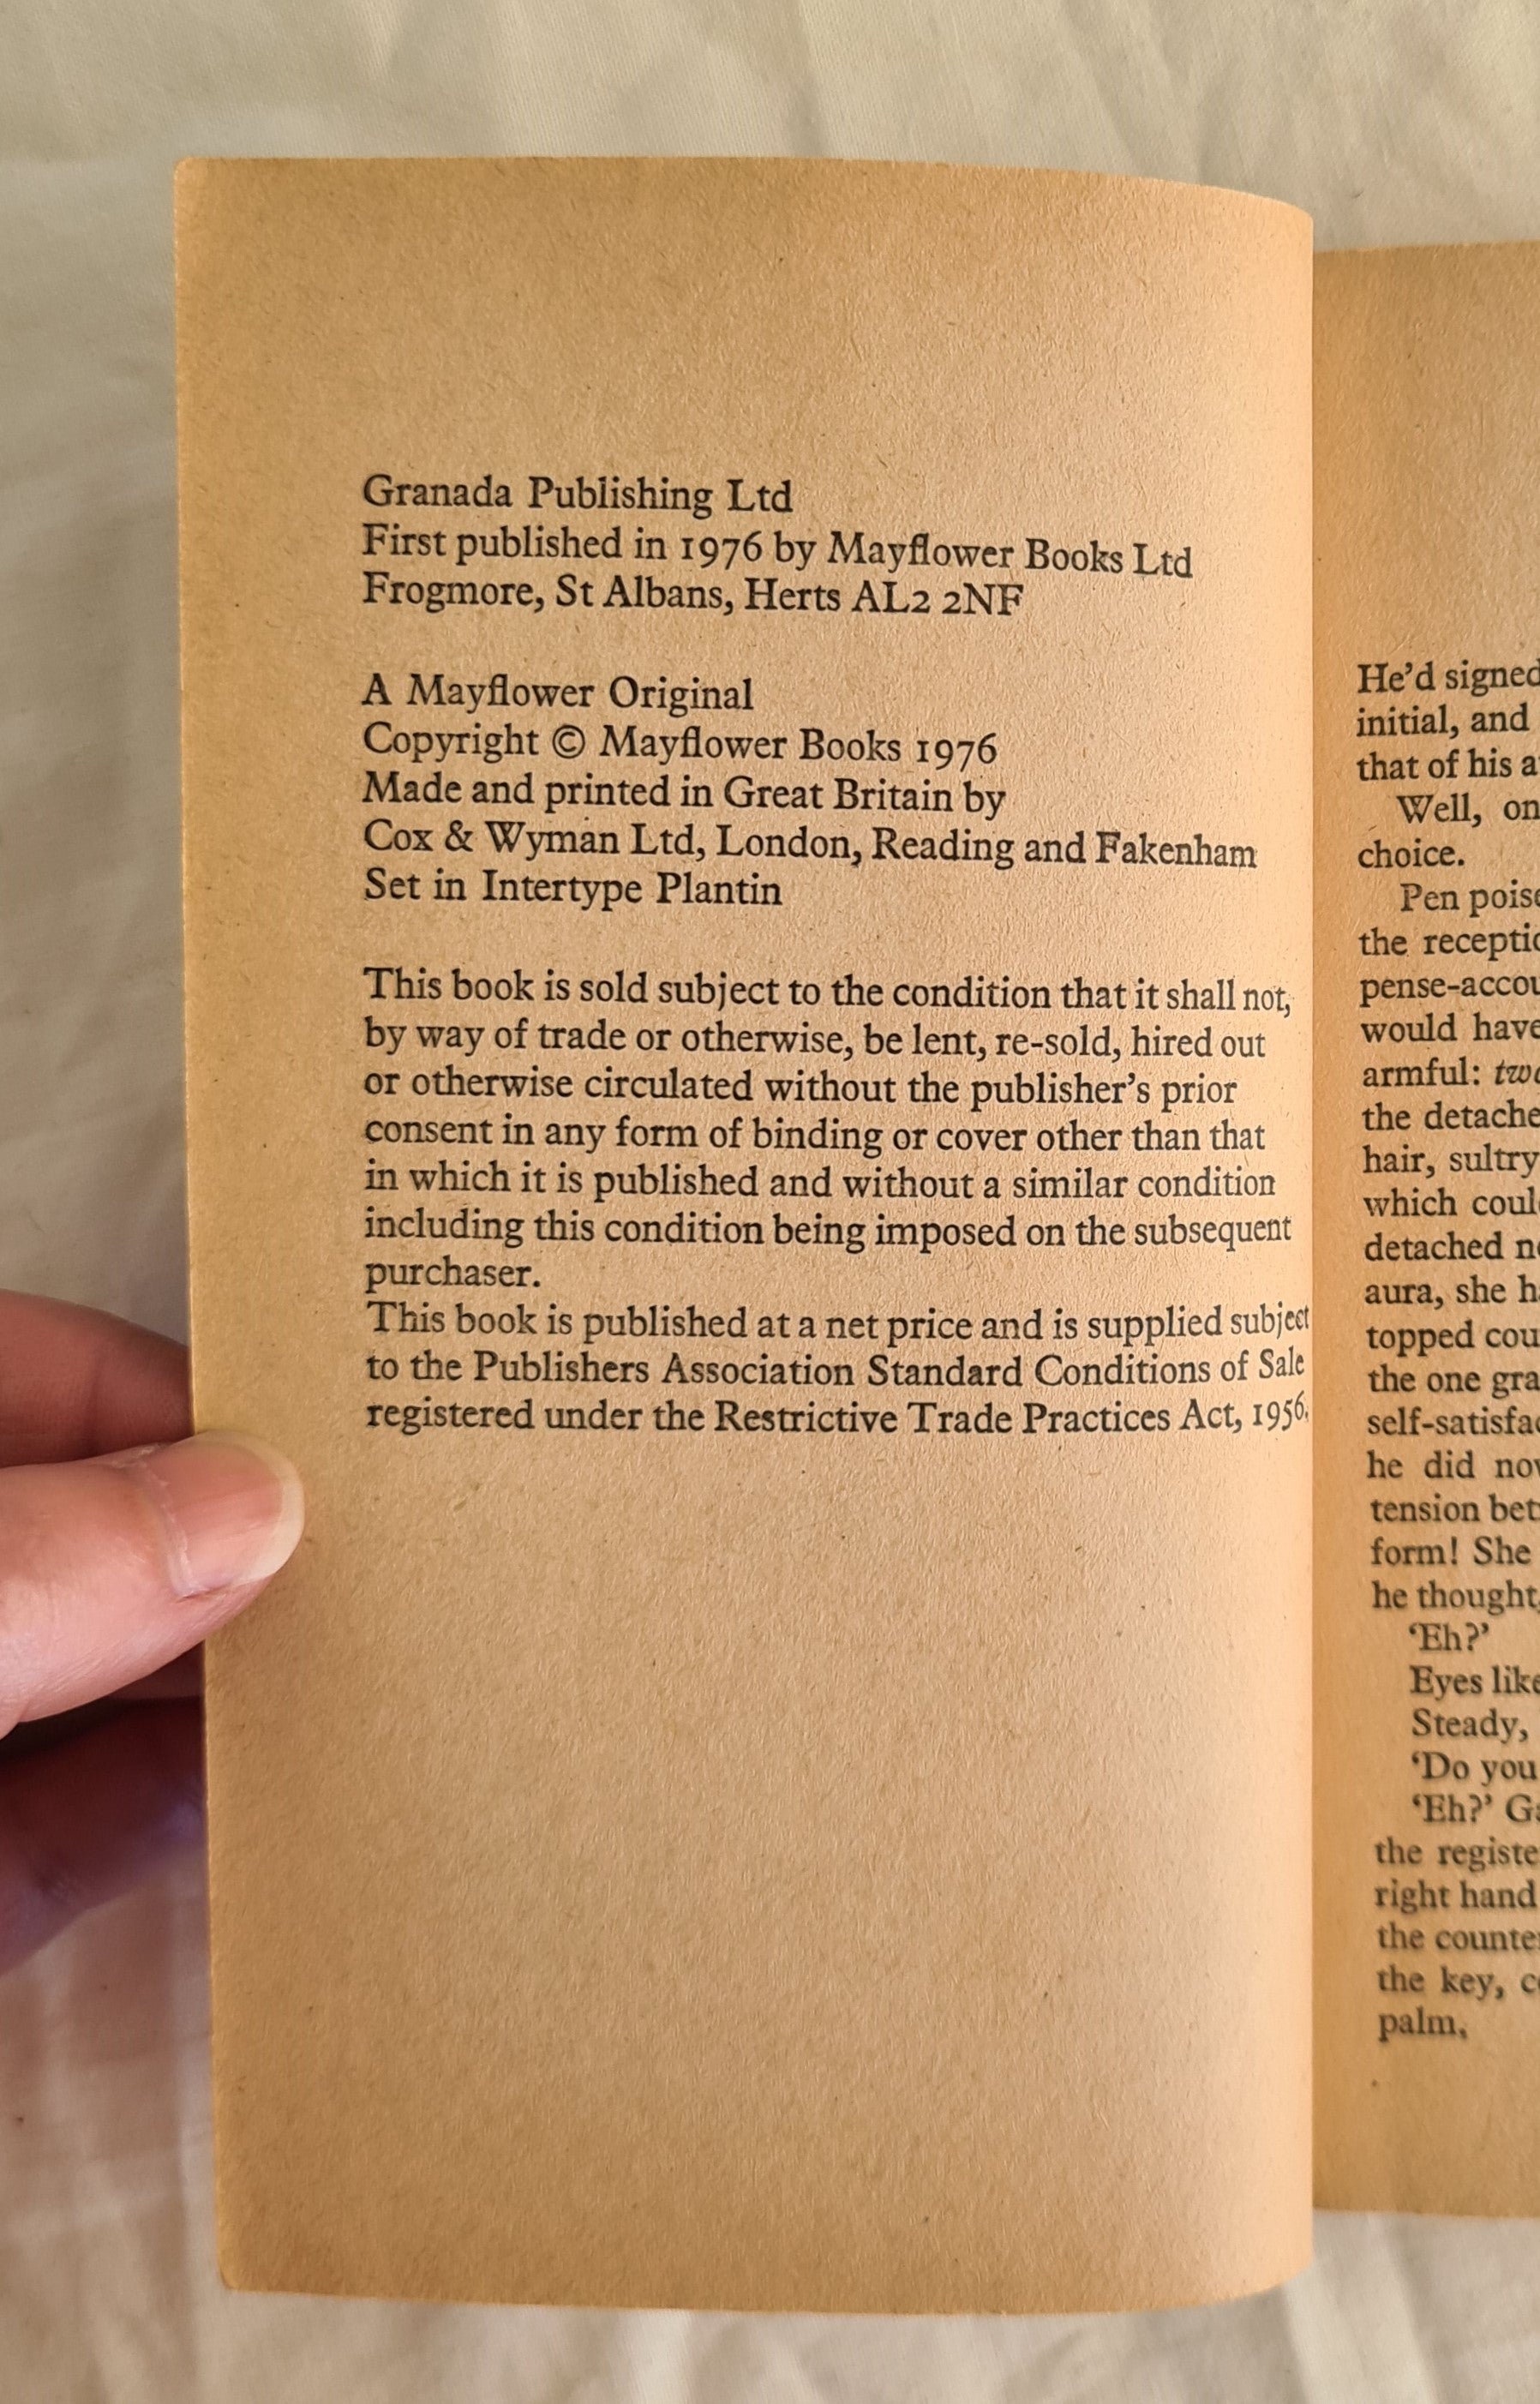 Granada Publishing Ltd
First published in 1976 by Mayflower Books Ltd
Frogmore, St Albans, Herts AL2 2NF
A Mayflower Original
Copyright © Mayflower Books 1976
Made and printed in Great Britain by
Cox & Wyman Ltd, London, Reading and Fakenham
Set in Intertype Plantin
This book is sold subject to the condition that it shall not,
by way of trade or otherwise, be lent, re-sold, hired out
or otherwise circulated without the publisher's prior
consent in any form of binding or cover other than that
in which it is published and without a similar condition
including this condition being imposed on the subsequent
purchaser.
This book is published at a net price and is supplied subject
to the Publishers Association Standard Conditions of Sale
registered under the Restrictive Trade Practices Act, 1956.
He'd signed
initial, and
that of his
Well,
choice.
Pen
the
would have
armful:
the
hair, sultry
which
detached
aura, she
topped
the one
he did
tension
form! She
he thought,
'Eh?'
Eyes like
Steady,
'Do you
'Eh?'
the
right hand
the
the key,
palm,